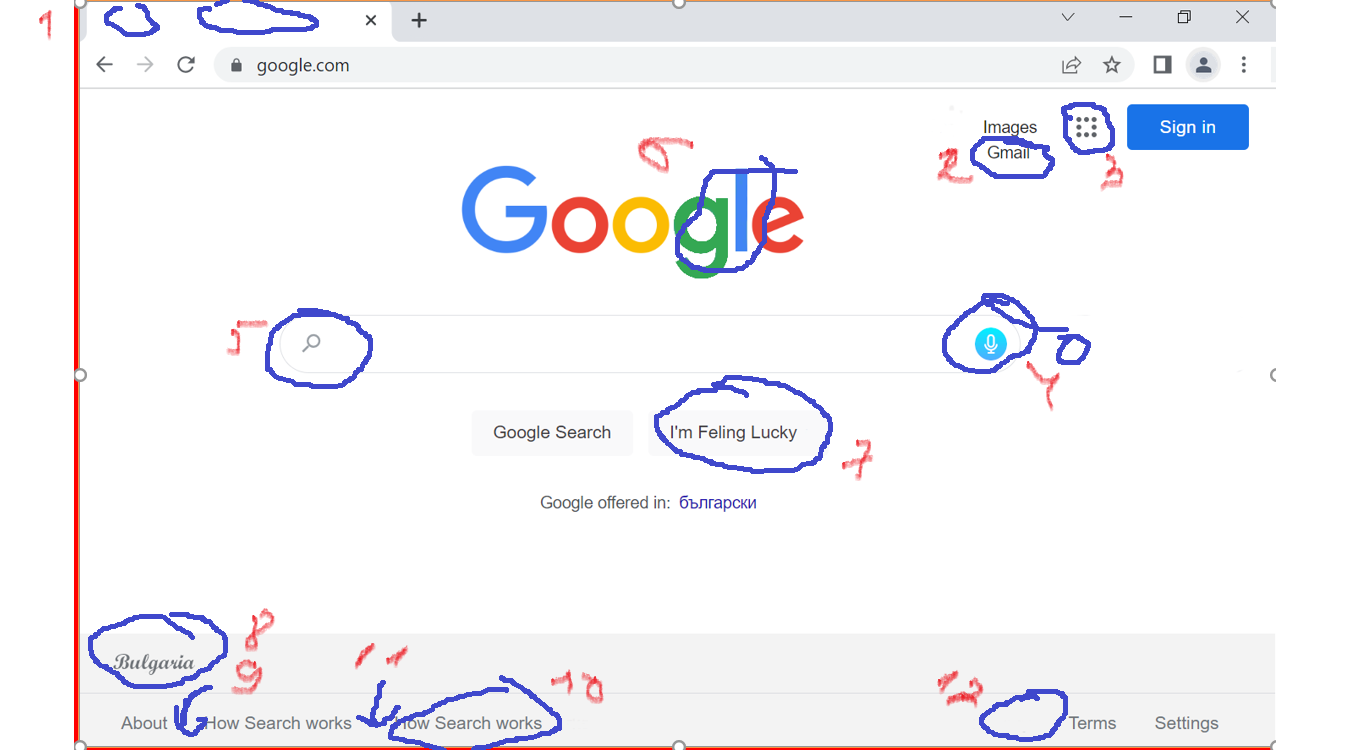 1
google.com
Images
Sign in
2 Gmail 3
6
Google
5
4
Google Search I'm Feling Lucky
7
Google offered in: български
8
Bulgaria
9 11 10 12
About How Search works How Search works Terms Settings